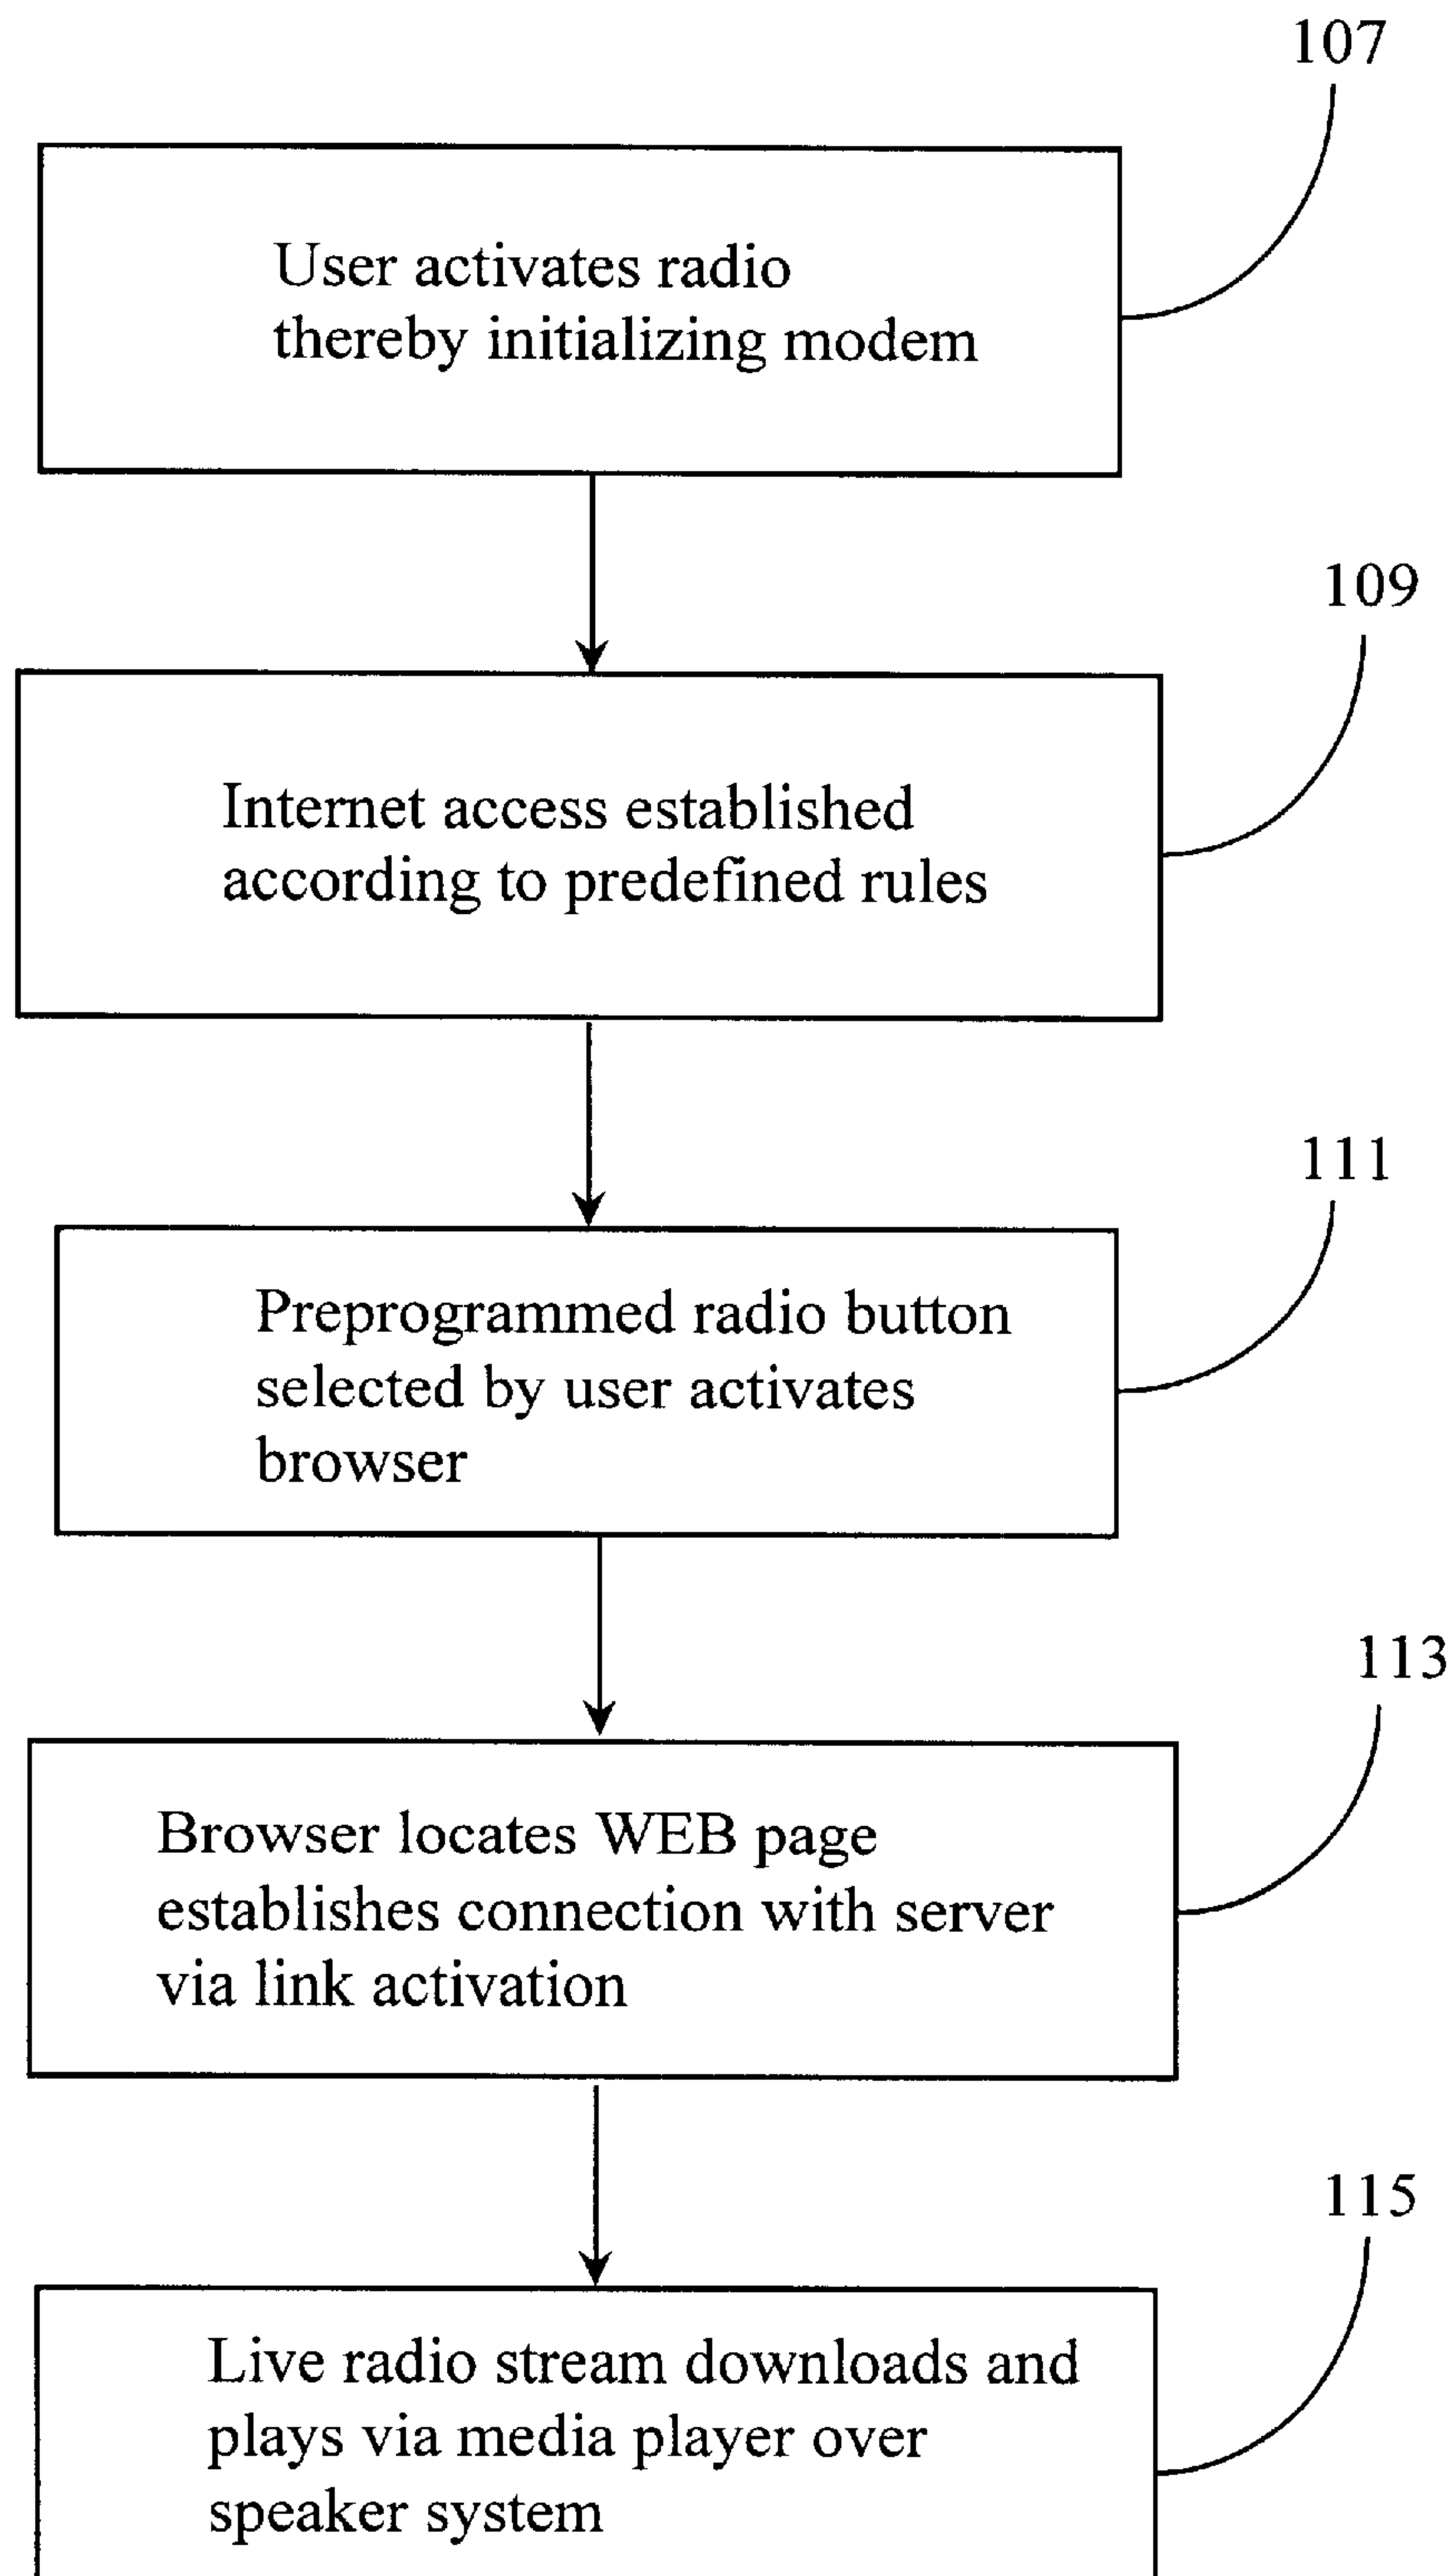 107
User activates radio
thereby initializing modem
109
Internet access established
according to predefined rules
111
Preprogrammed radio button
selected by user activates
browser
113
Browser locates WEB page
establishes connection with server
via link activation
115
Live radio stream downloads and
plays via media player over
speaker system